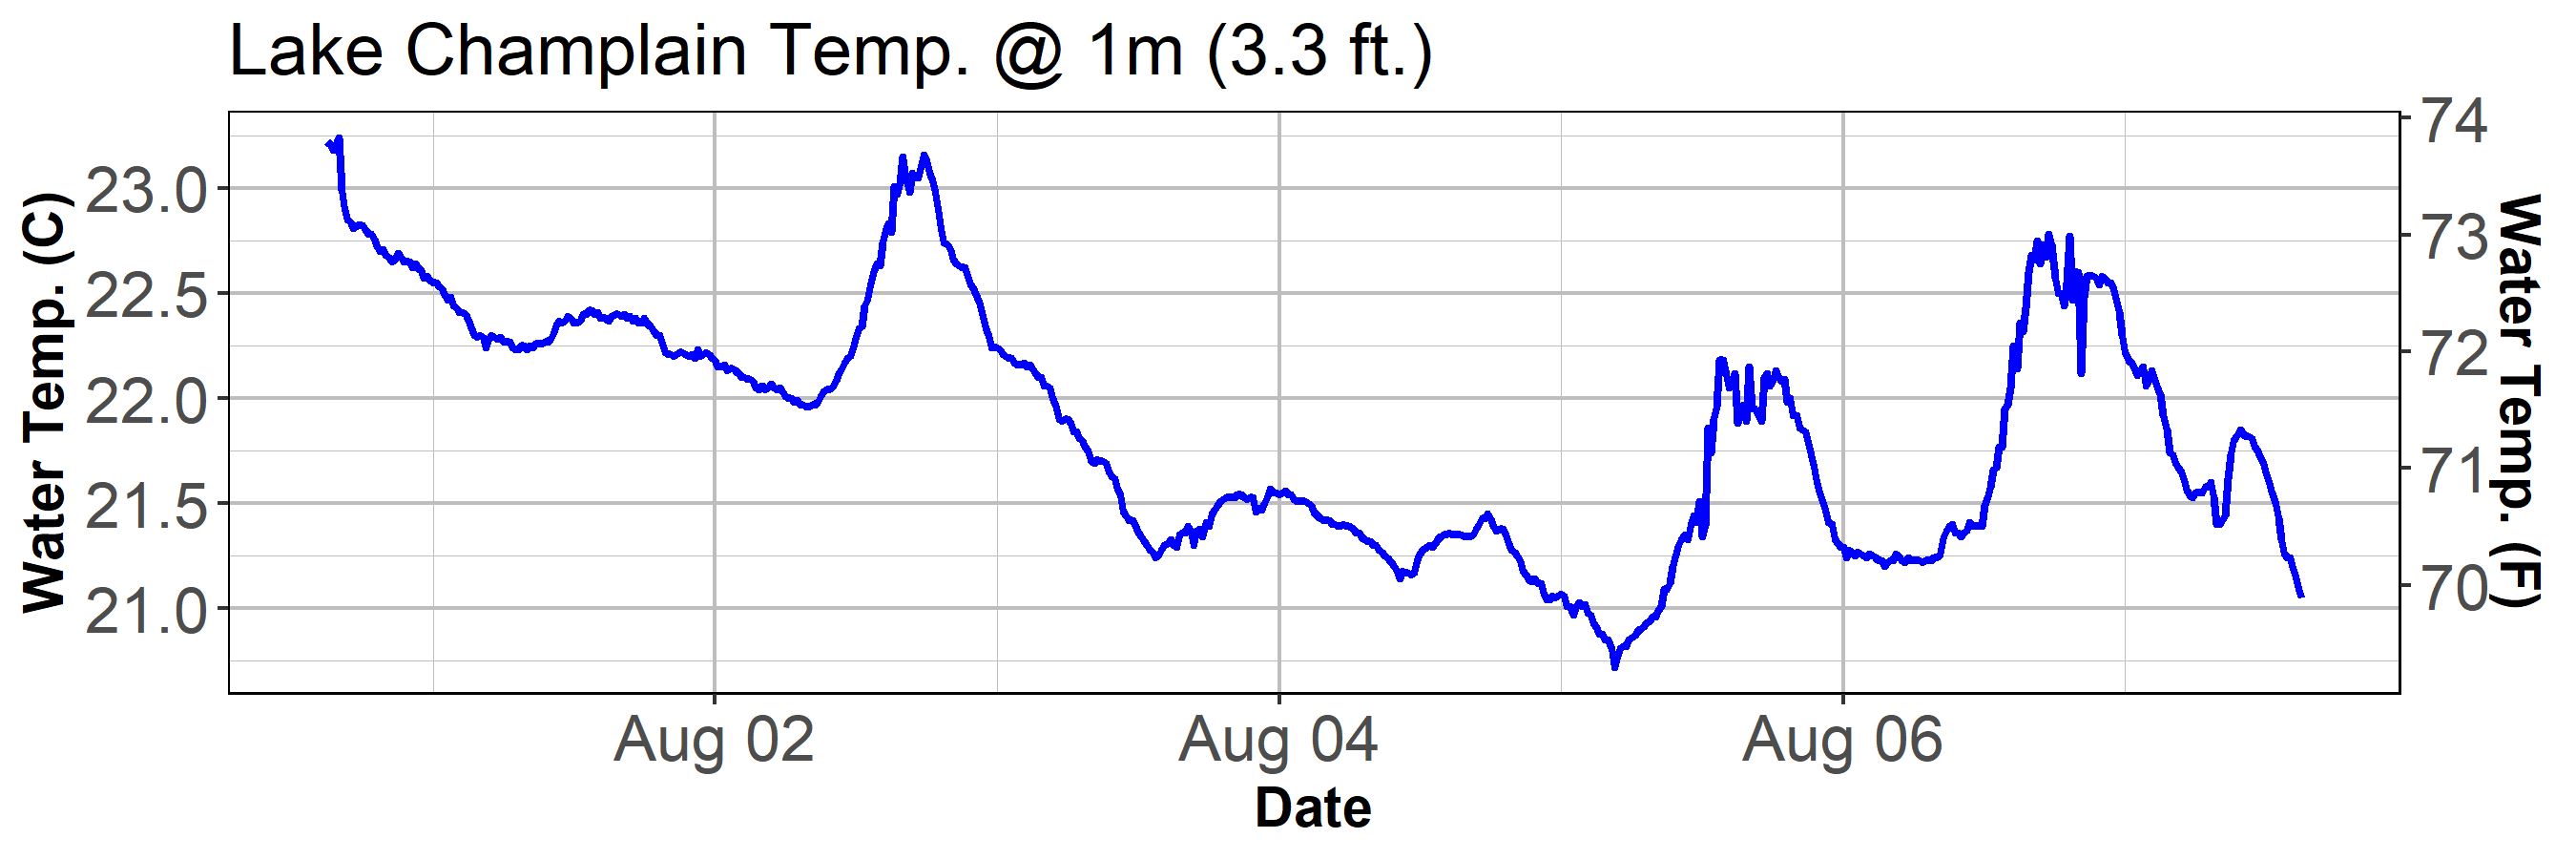 Lake Champlain Temp. @ 1m (3.3 ft.)
Water Temp. (C)
23.0
22.5
22.0
21.5
21.0
74
73
72
71
70
Water Temp. (F)
Aug 02
Aug 04
Aug 06
Date